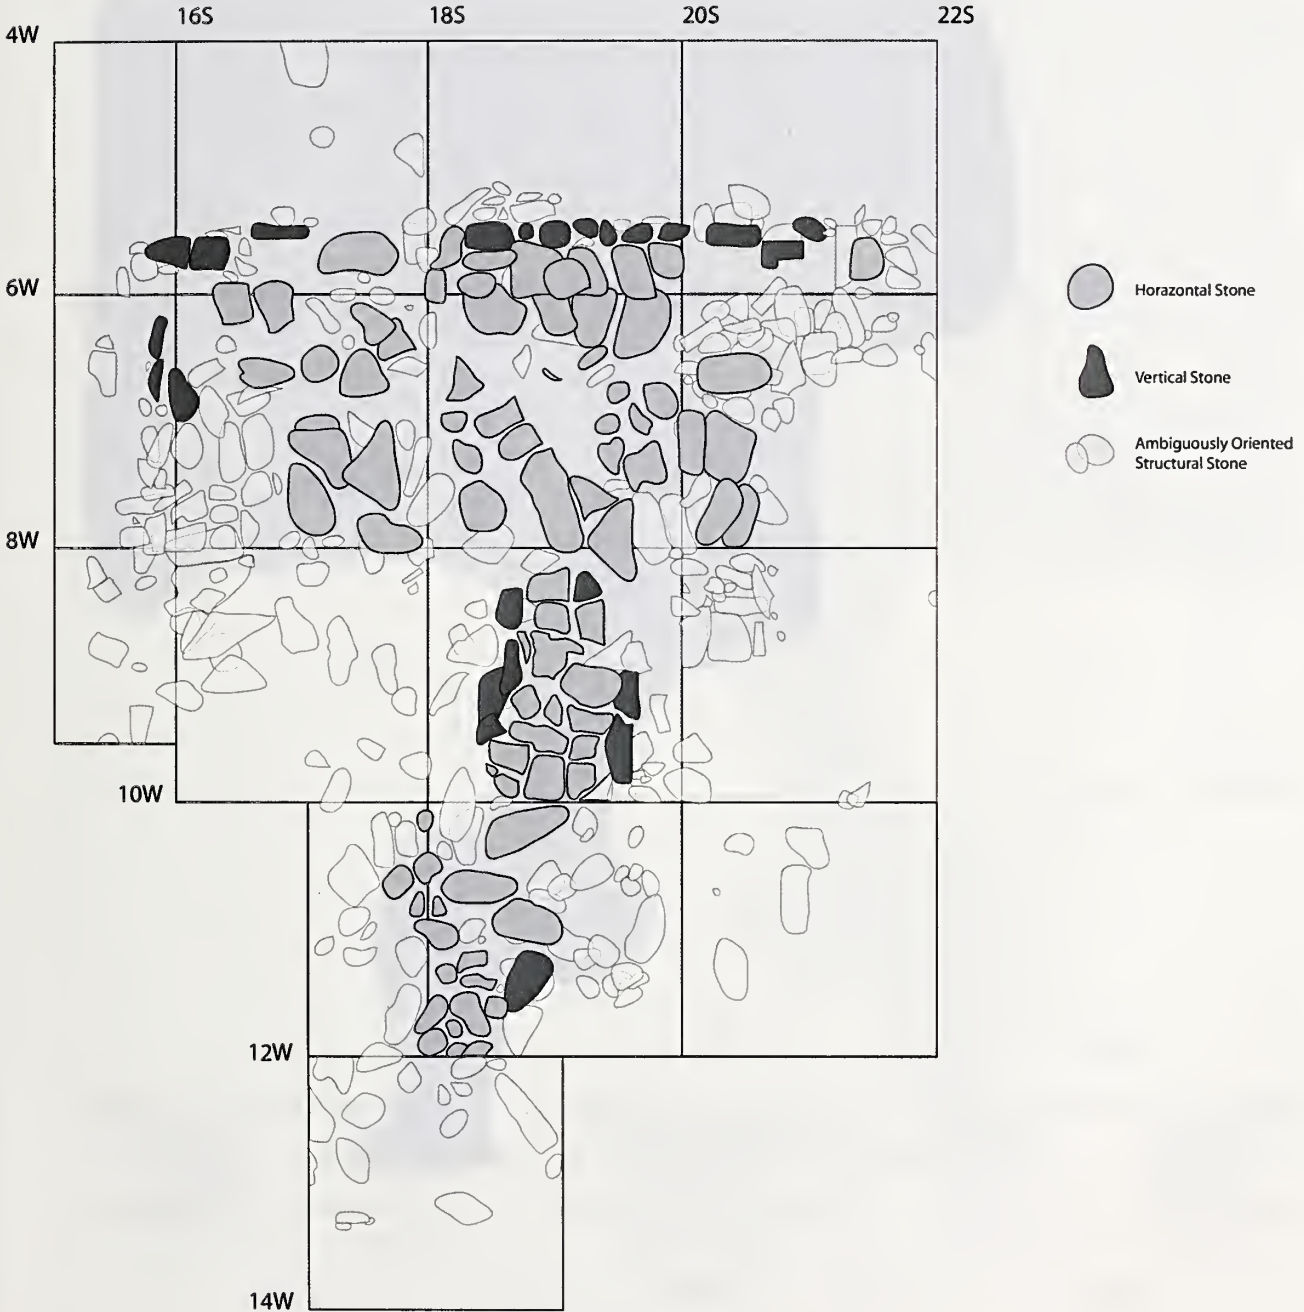 16S 18S 20S 22S
4W
6W
8W
10W
12W
14W
Horazontal Stone
Vertical Stone
Ambiguously Oriented
Structural Stone